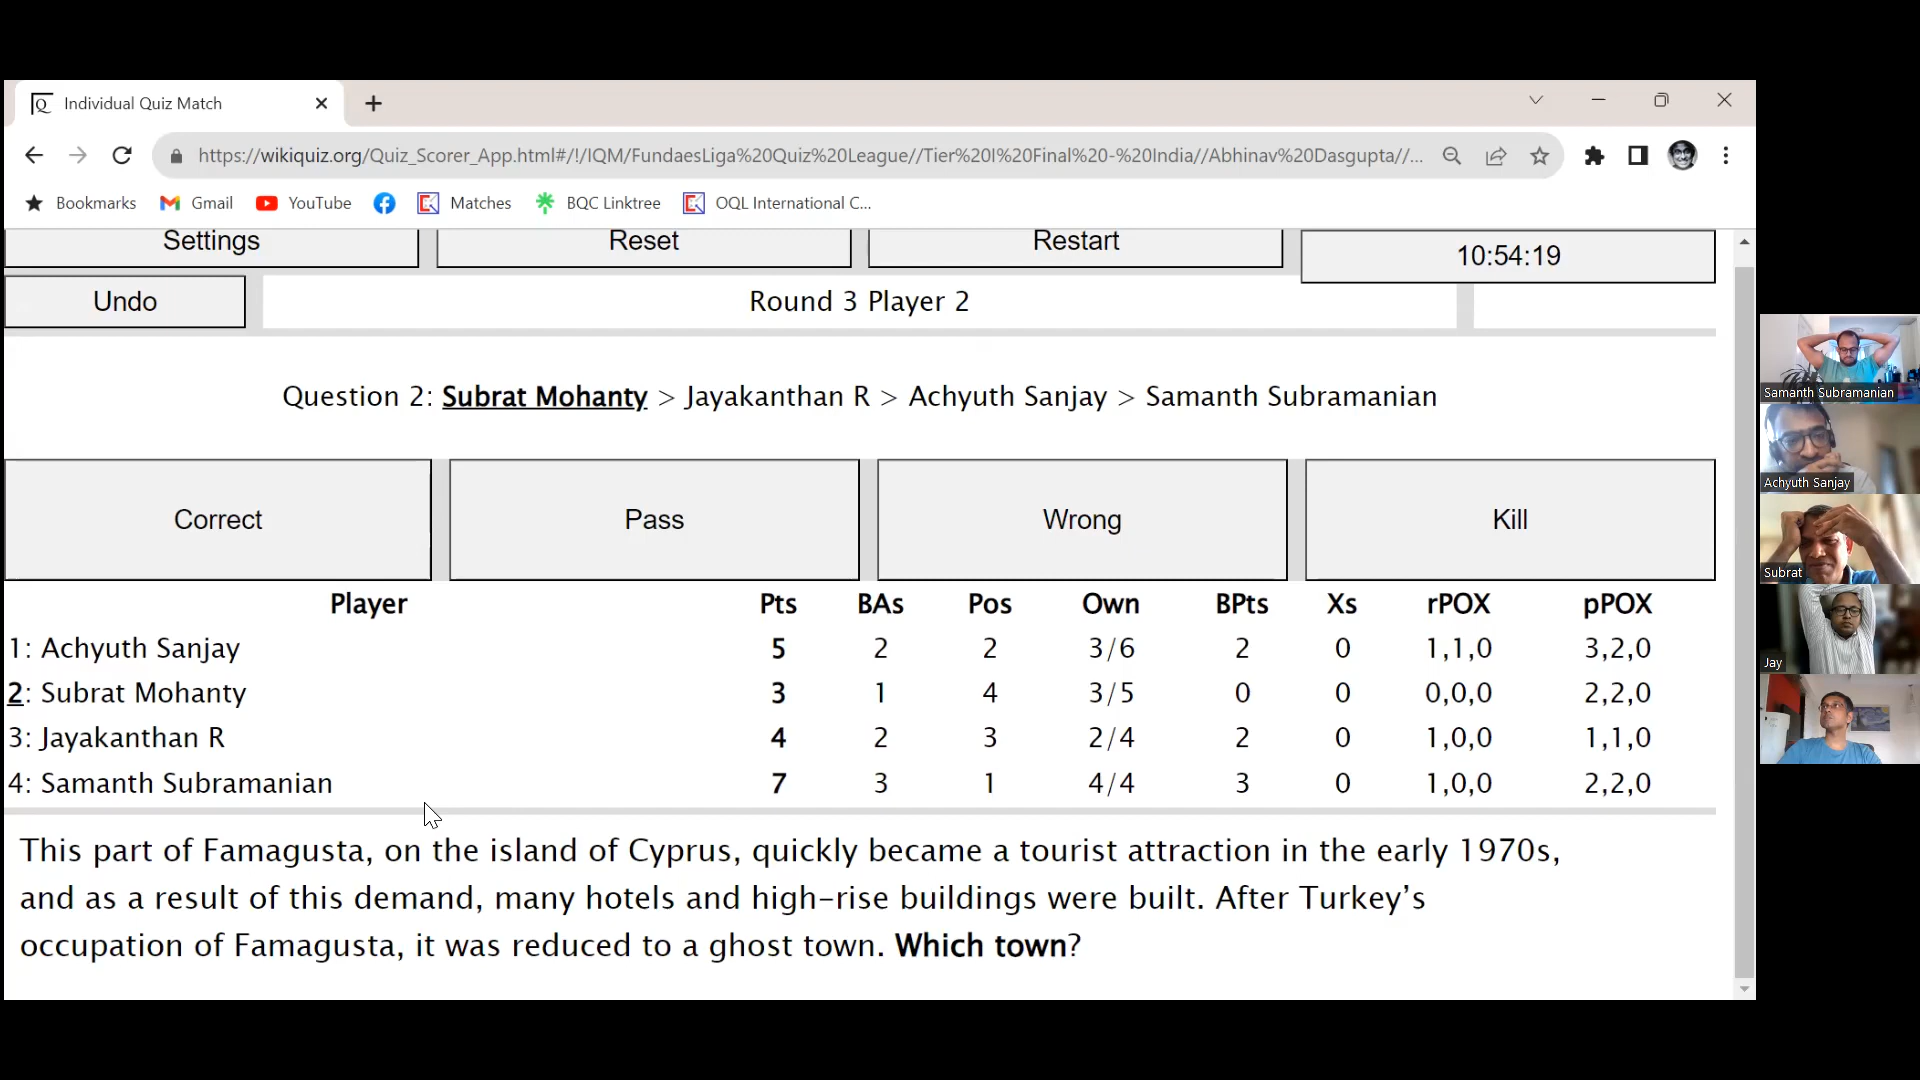 Individual Quiz Match
https://wikiquiz.org/Quiz_Scorer_App.html#/!/IQM/FundaesLiga%20Quiz%20League//Tier%20I%20Final%20-%20India//Abhinav%20Dasgupta//...
Bookmarks Gmail YouTube Matches BQC Linktree OQL International C...
Settings Reset Restart 10:54:19
Undo Round 3 Player 2
Question 2: Subrat Mohanty > Jayakanthan R > Achyuth Sanjay > Samanth Subramanian
Correct Pass Wrong Kill
Player Pts BAs Pos Own BPts Xs rPOX pPOX
1: Achyuth Sanjay 5 2 2 3/6 2 0 1,1,0 3,2,0
2: Subrat Mohanty 3 1 4 3/5 0 0 0,0,0 2,2,0
3: Jayakanthan R 4 2 3 2/4 2 0 1,0,0 1,1,0
4: Samanth Subramanian 7 3 1 4/4 3 0 1,0,0 2,2,0
This part of Famagusta, on the island of Cyprus, quickly became a tourist attraction in the early 1970s,
and as a result of this demand, many hotels and high-rise buildings were built. After Turkey's
occupation of Famagusta, it was reduced to a ghost town. Which town?
Samanth Subramanian
Achyuth Sanjay
Subrat
Jay